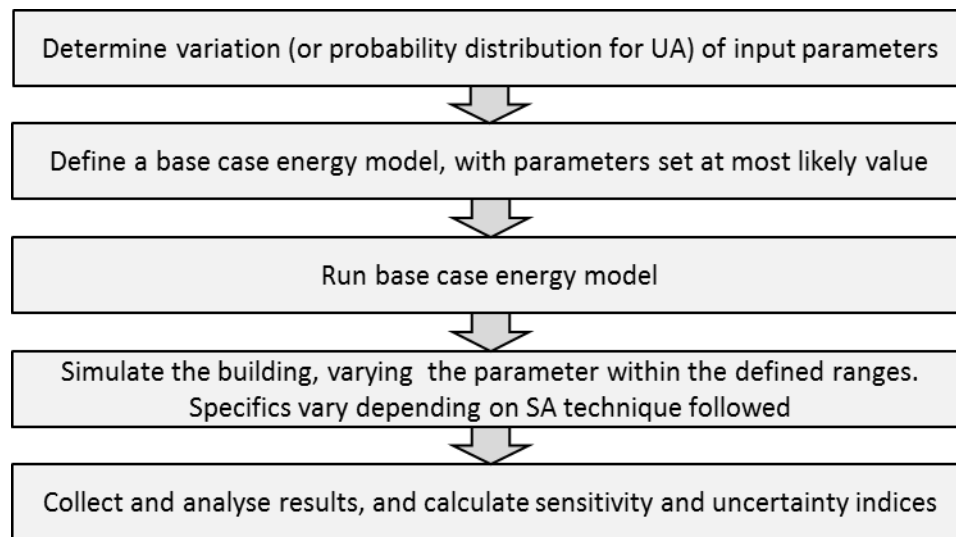 Determine variation (or probability distribution for UA) of input parameters
Define a base case energy model, with parameters set at most likely value
Run base case energy model
Simulate the building, varying the parameter within the defined ranges.
Specifics vary depending on SA technique followed
Collect and analyse results, and calculate sensitivity and uncertainty indices